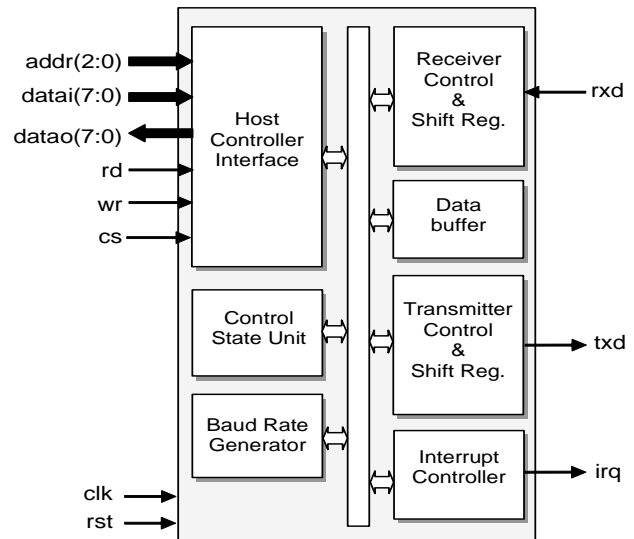 addr(2:0)
datai(7:0)
datao(7:0)
rd
wr
cs
Host
Controller
Interface
Control
State Unit
Baud Rate
Generator
clk
rst
Receiver
Control
&
Shift Reg.
rxd
Data
buffer
Transmitter
Control
&
Shift Reg.
txd
Interrupt
Controller
irq